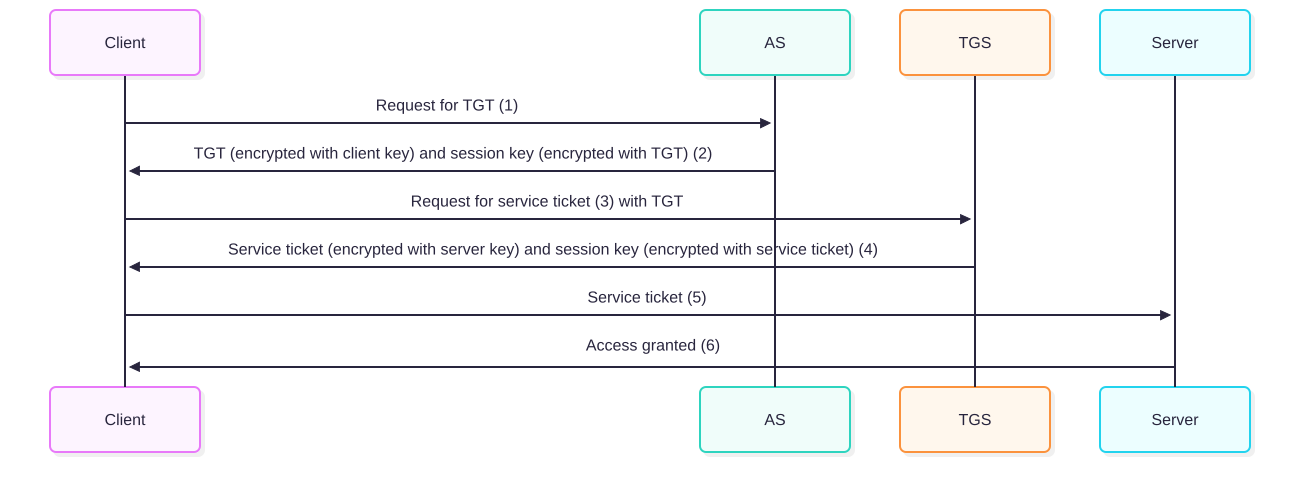 Client
AS
TGS
Server
Request for TGT (1)
TGT (encrypted with client key) and session key (encrypted with TGT) (2)
Request for service ticket (3) with TGT
Service ticket (encrypted with server key) and session key (encrypted with service ticket) (4)
Service ticket (5)
Access granted (6)
Client
AS
TGS
Server